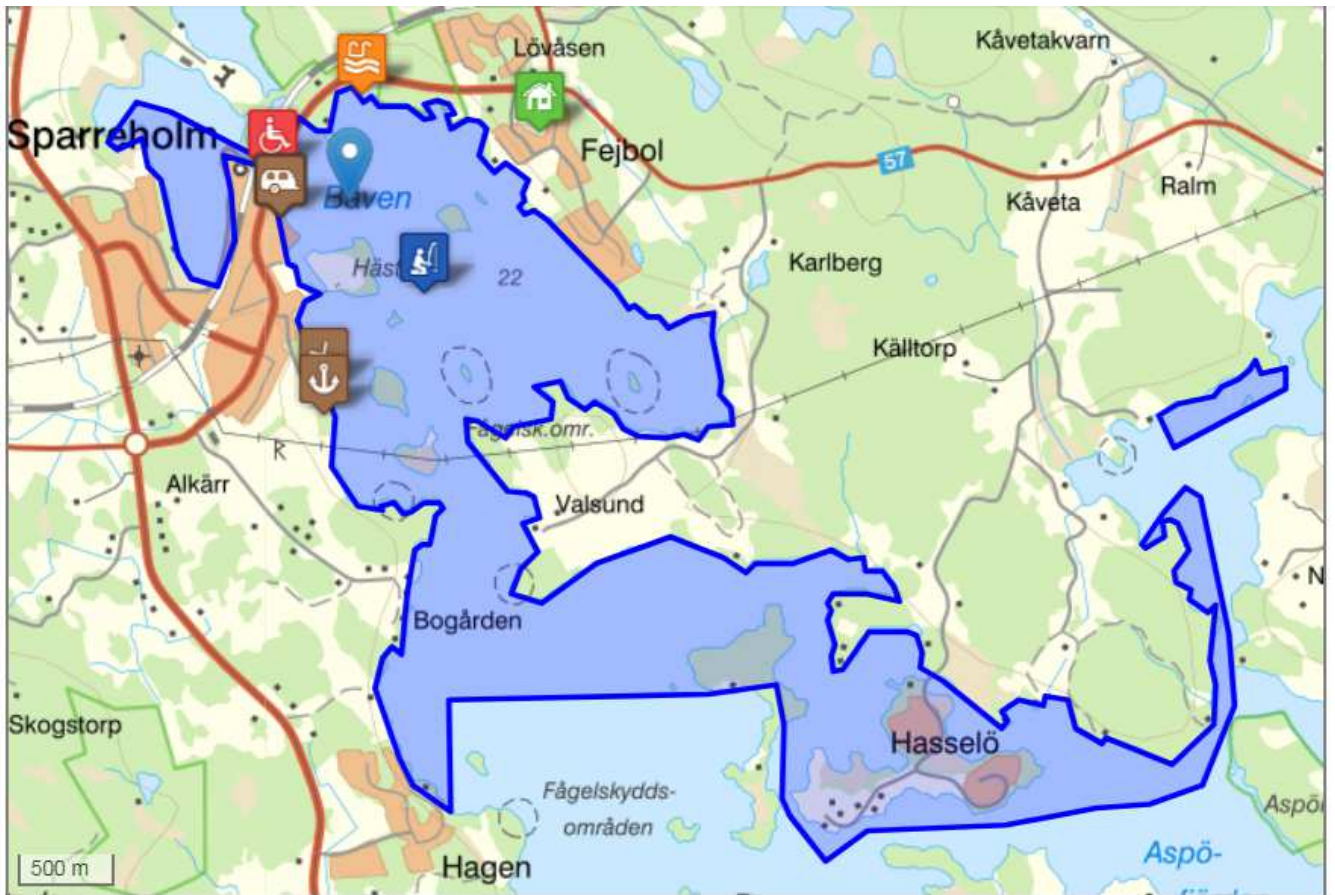 Lövåsen
Kåvetakvarn
Sparreholm
Fejbol
57
Ralm
Båven
Kåveta
Häst
22
Karlberg
Källtorp
Fågelsk.omr.
R
Alkärr
Valsund
N
Bogården
Skogstorp
Hasselö
Fågelskydds-
områden
Aspö
Aspö-
500 m
Hagen